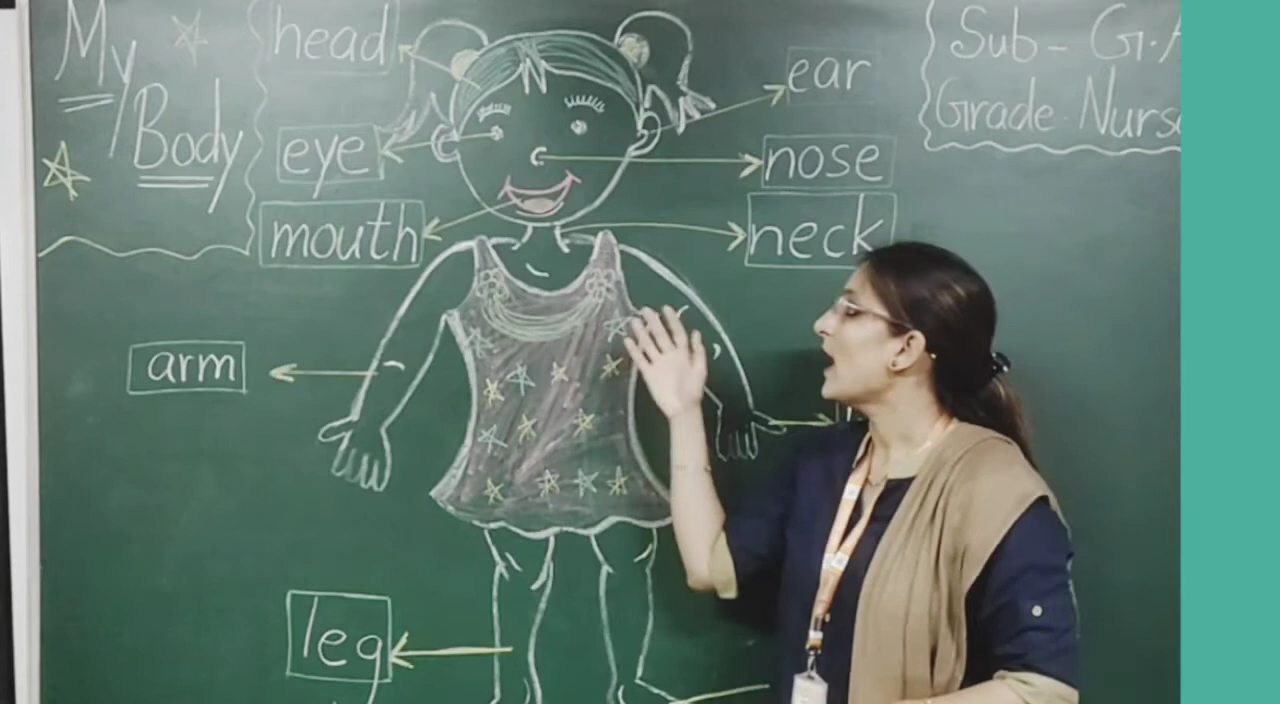 My
Body
head
eye
mouth
arm
leg
ear
nose
neck
Sub - G.
Grade - Nurs